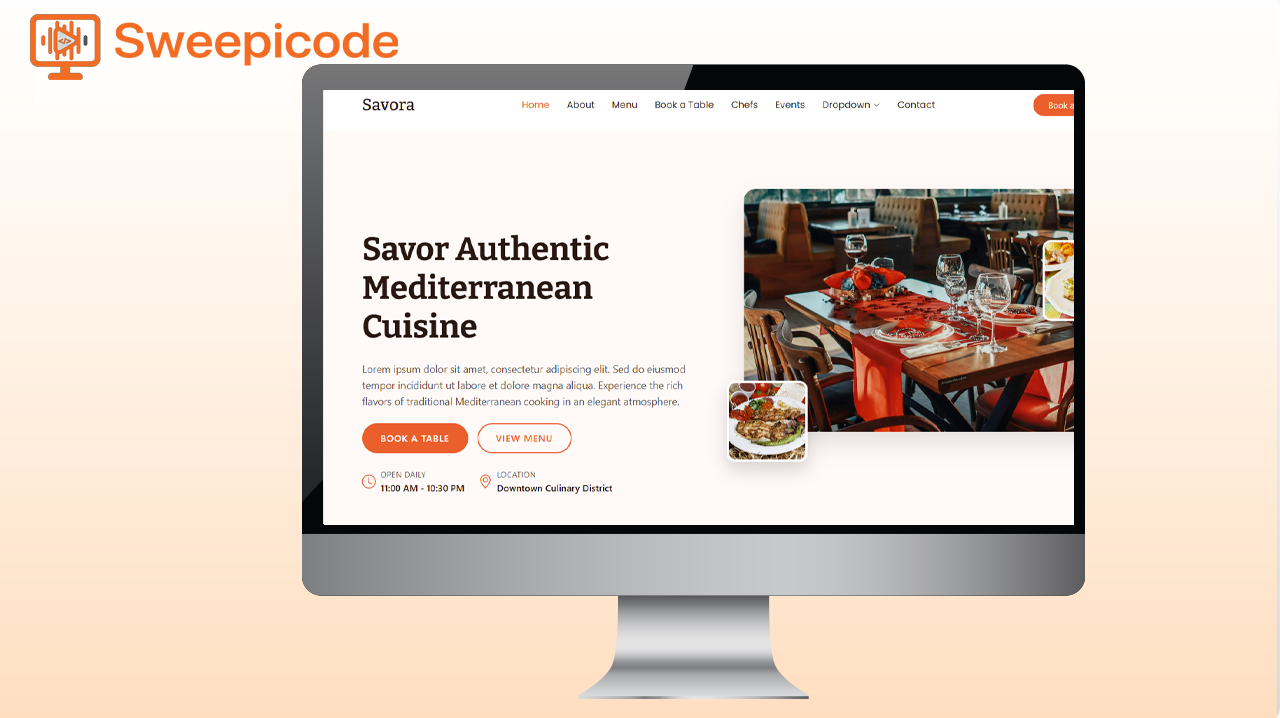 Sweepicode
Savora
Home About Menu Book a Table Chefs Events Dropdown Contact
Book a
Savor Authentic
Mediterranean
Cuisine
Lorem ipsum dolor sit amet, consectetur adipiscing elit. Sed do eiusmod
tempor incididunt ut labore et dolore magna aliqua. Experience the rich
flavors of traditional Mediterranean cooking in an elegant atmosphere.
BOOK A TABLE
VIEW MENU
OPEN DAILY
11:00 AM - 10:30 PM
LOCATION
Downtown Culinary District